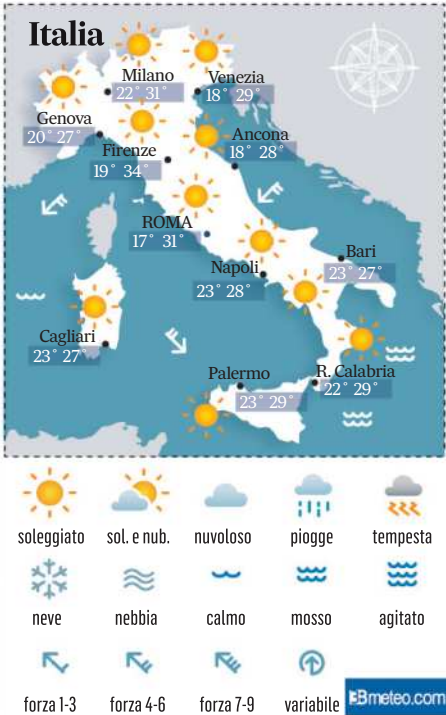 Italia
Milano
22° 31°
Venezia
18° 29°
Genova
20° 27°
Firenze
19° 34°
Ancona
18° 28°
ROMA
17° 31°
Napoli
23° 28°
Bari
23° 27°
Cagliari
23° 27°
Palermo
23° 29°
R. Calabria
22° 29°
soleggiato sol. e nub. nuvoloso piogge tempesta
neve nebbia calmo mosso agitato
forza 1-3 forza 4-6 forza 7-9 variabile
3Bmeteo.com